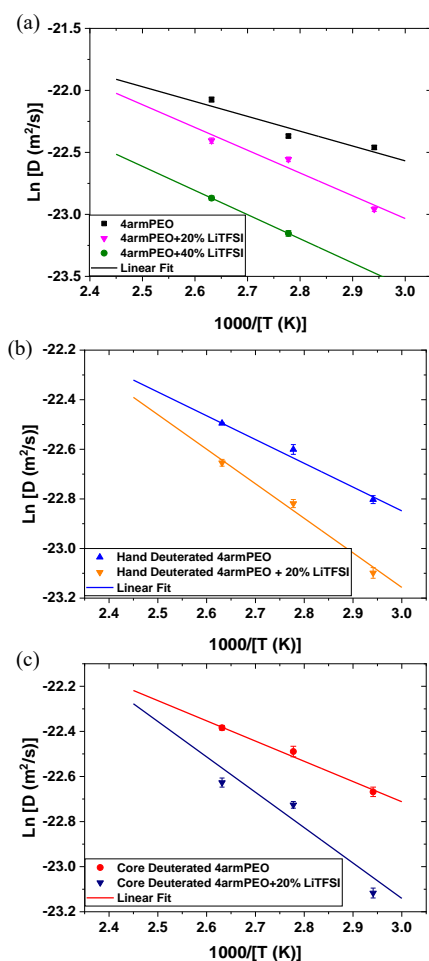 (a)
-21.5
-22.0
-22.5
-23.0
-23.5
Ln [D (m²/s)]
4armPEO
4armPEO+20% LiTFSI
4armPEO+40% LiTFSI
Linear Fit
2.4 2.5 2.6 2.7 2.8 2.9 3.0
1000/[T (K)]
(b)
-22.2
-22.4
-22.6
-22.8
-23.0
-23.2
Ln [D (m²/s)]
Hand Deuterated 4armPEO
Hand Deuterated 4armPEO + 20% LiTFSI
Linear Fit
2.4 2.5 2.6 2.7 2.8 2.9 3.0
1000/[T (K)]
(c)
-22.2
-22.4
-22.6
-22.8
-23.0
-23.2
Ln [D (m²/s)]
Core Deuterated 4armPEO
Core Deuterated 4armPEO+20% LiTFSI
Linear Fit
2.4 2.5 2.6 2.7 2.8 2.9 3.0
1000/[T (K)]